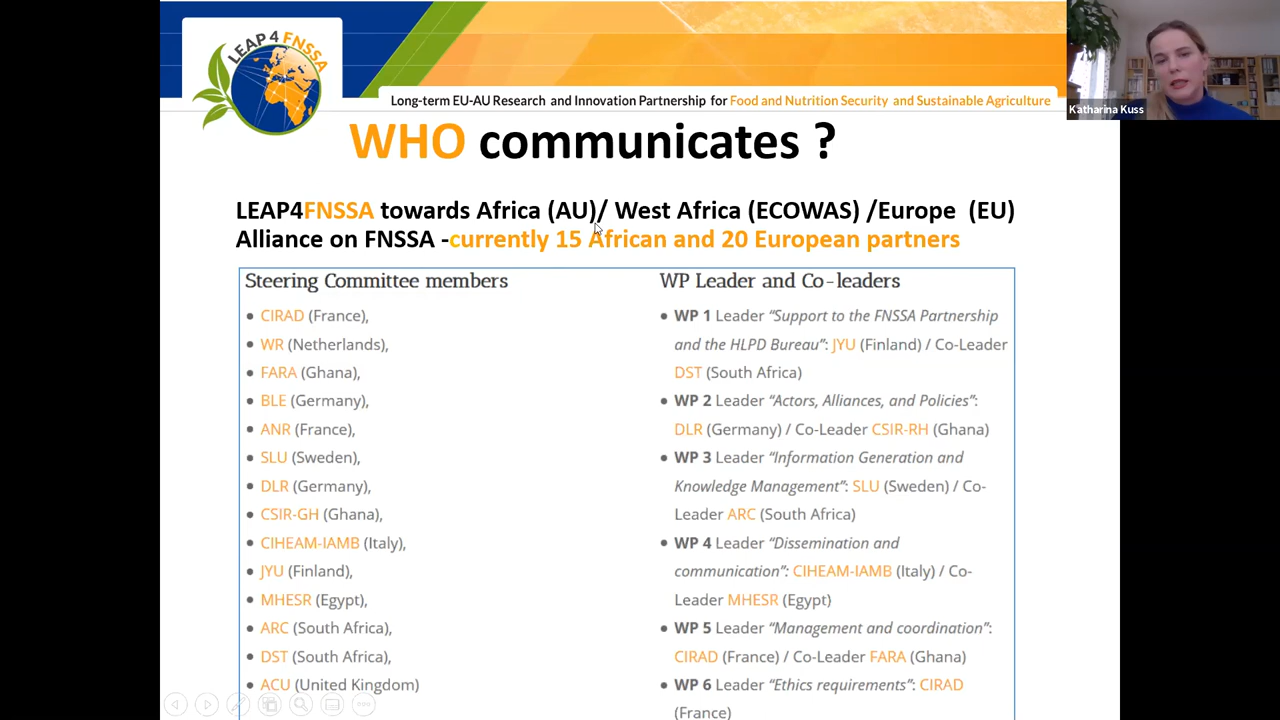 LEAP 4 FNSSA
Long-term EU-AU Research and Innovation Partnership for Food and Nutrition Security and Sustainable Agriculture
Katharina Kuss
WHO communicates ?
LEAP4FNSSA towards Africa (AU)/ West Africa (ECOWAS) /Europe (EU)
Alliance on FNSSA -currently 15 African and 20 European partners
Steering Committee members
CIRAD (France),
WR (Netherlands),
FARA (Ghana),
BLE (Germany),
ANR (France),
SLU (Sweden),
DLR (Germany),
CSIR-GH (Ghana),
CIHEAM-IAMB (Italy),
JYU (Finland),
MHESR (Egypt),
ARC (South Africa),
DST (South Africa),
ACU (United Kingdom)
WP Leader and Co-leaders
WP 1 Leader “Support to the FNSSA Partnership
and the HLPD Bureau”: JYU (Finland) / Co-Leader
DST (South Africa)
WP 2 Leader “Actors, Alliances, and Policies”:
DLR (Germany) / Co-Leader CSIR-RH (Ghana)
WP 3 Leader “Information Generation and
Knowledge Management”: SLU (Sweden) / Co-
Leader ARC (South Africa)
WP 4 Leader “Dissemination and
communication”: CIHEAM-IAMB (Italy) / Co-
Leader MHESR (Egypt)
WP 5 Leader “Management and coordination”:
CIRAD (France) / Co-Leader FARA (Ghana)
WP 6 Leader “Ethics requirements”: CIRAD
(France)